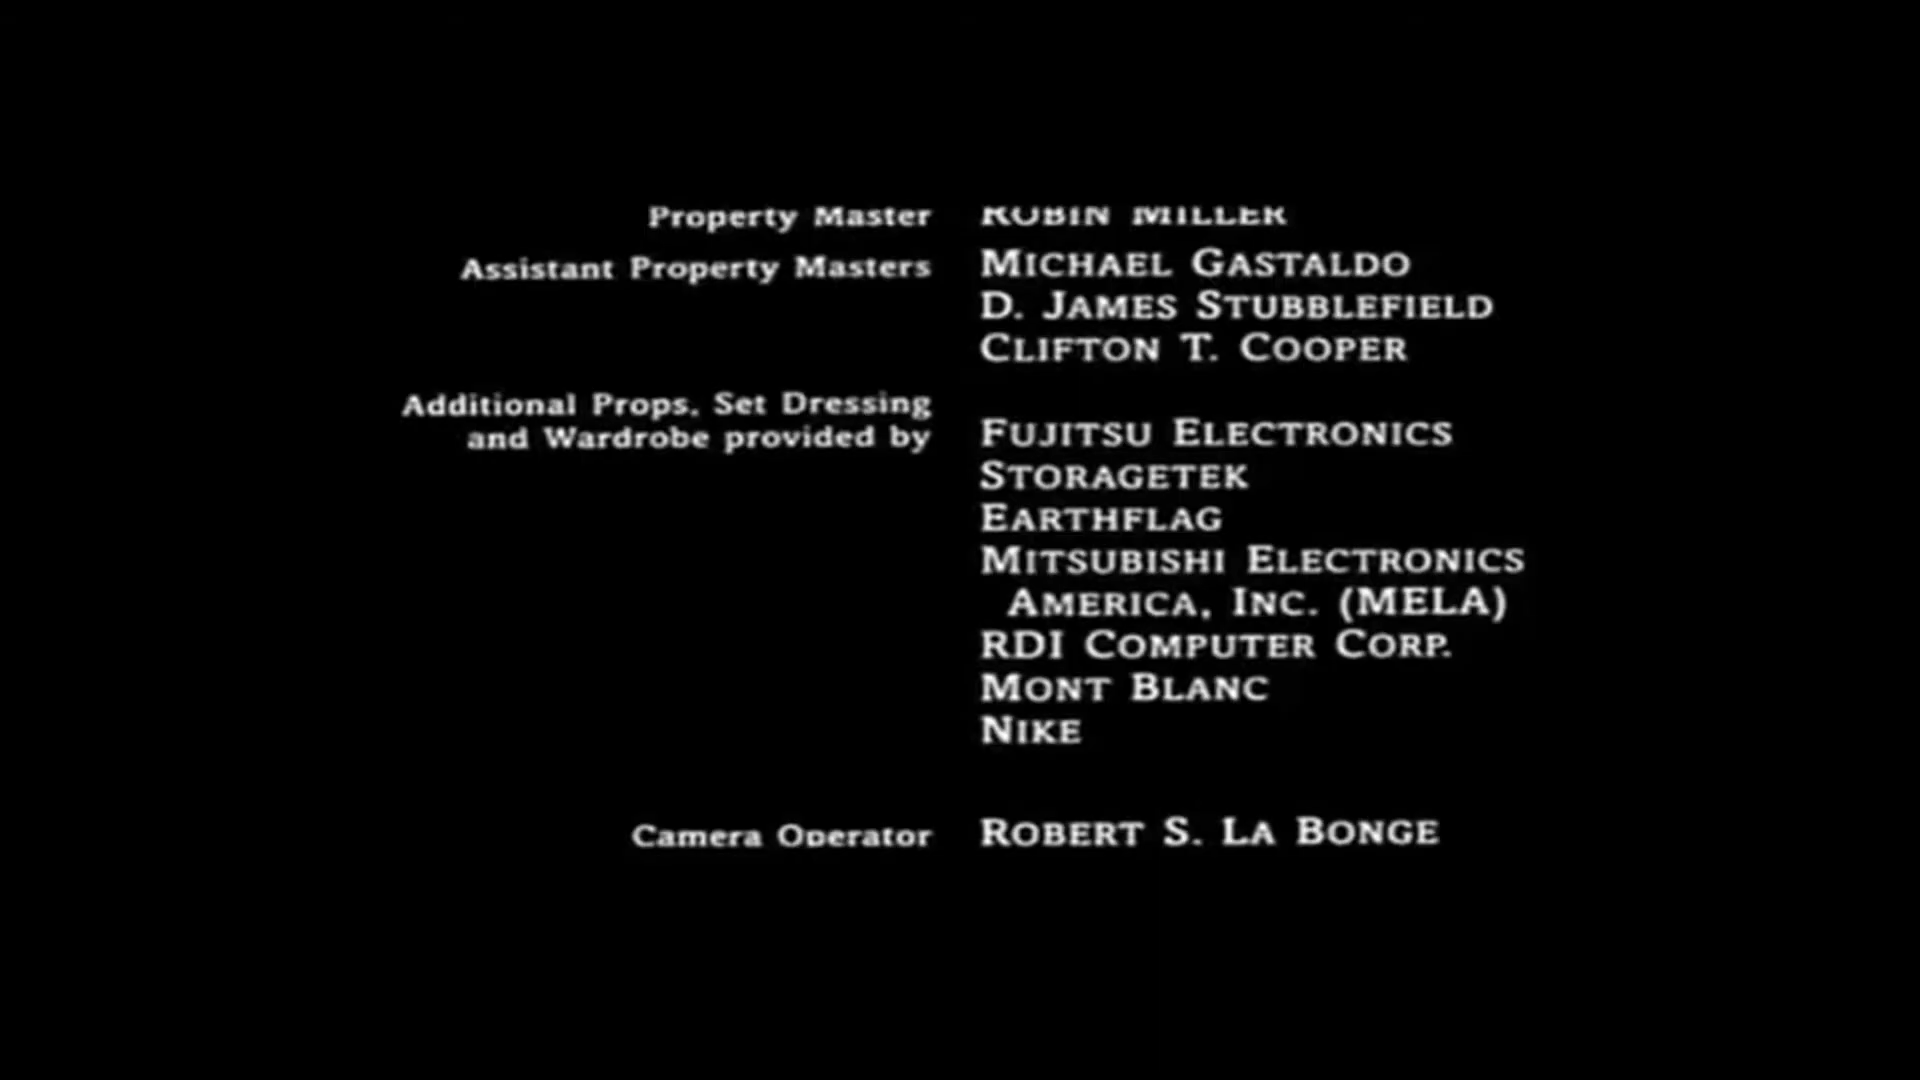 Property Master ROBIN MILLER
Assistant Property Masters MICHAEL GASTALDO
D. JAMES STUBBLEFIELD
CLIFTON T. COOPER
Additional Props, Set Dressing
and Wardrobe provided by FUJITSU ELECTRONICS
STORAGETEK
EARTHFLAG
MITSUBISHI ELECTRONICS
AMERICA, INC. (MELA)
RDI COMPUTER CORP.
MONT BLANC
NIKE
Camera Operator ROBERT S. LA BONGE